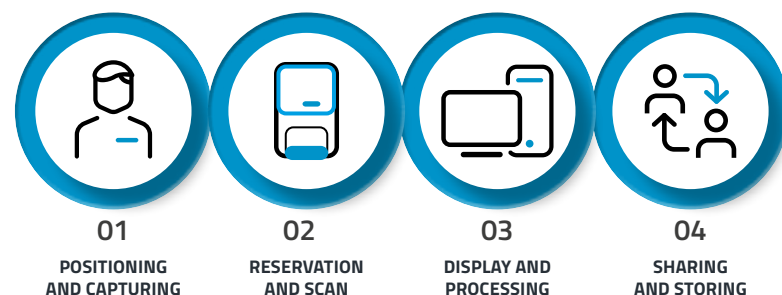 01
POSITIONING
AND CAPTURING
02
RESERVATION
AND SCAN
03
DISPLAY AND
PROCESSING
04
SHARING
AND STORING